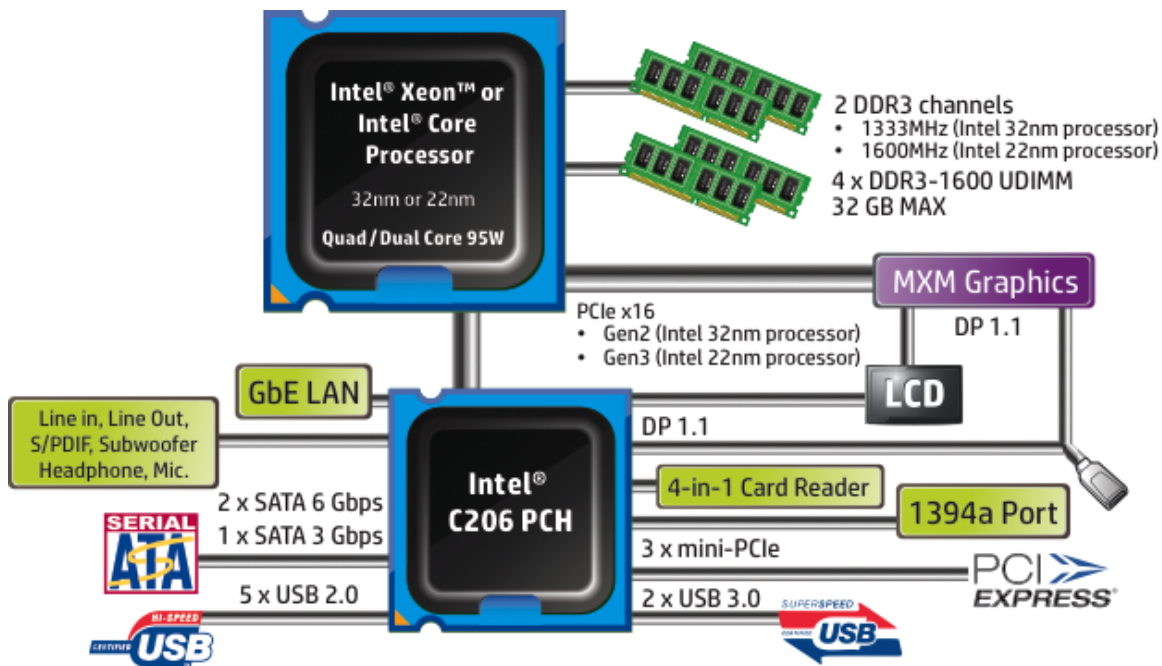 Intel® Xeon™ or
Intel® Core
Processor
32nm or 22nm
Quad/Dual Core 95W
2 DDR3 channels
• 1333MHz (Intel 32nm processor)
• 1600MHz (Intel 22nm processor)
4 x DDR3-1600 UDIMM
32 GB MAX
MXM Graphics
PCIe x16
• Gen2 (Intel 32nm processor)
• Gen3 (Intel 22nm processor)
DP 1.1
LCD
GbE LAN
Line in, Line Out,
S/PDIF, Subwoofer
Headphone, Mic.
DP 1.1
Intel®
C206 PCH
4-in-1 Card Reader
1394a Port
2 x SATA 6 Gbps
1 x SATA 3 Gbps
SERIAL
ATA
3 x mini-PCIe
PCI
EXPRESS®
5 x USB 2.0
HI-SPEED
CERTIFIED
USB
2 x USB 3.0
SUPERSPEED
CERTIFIED
USB